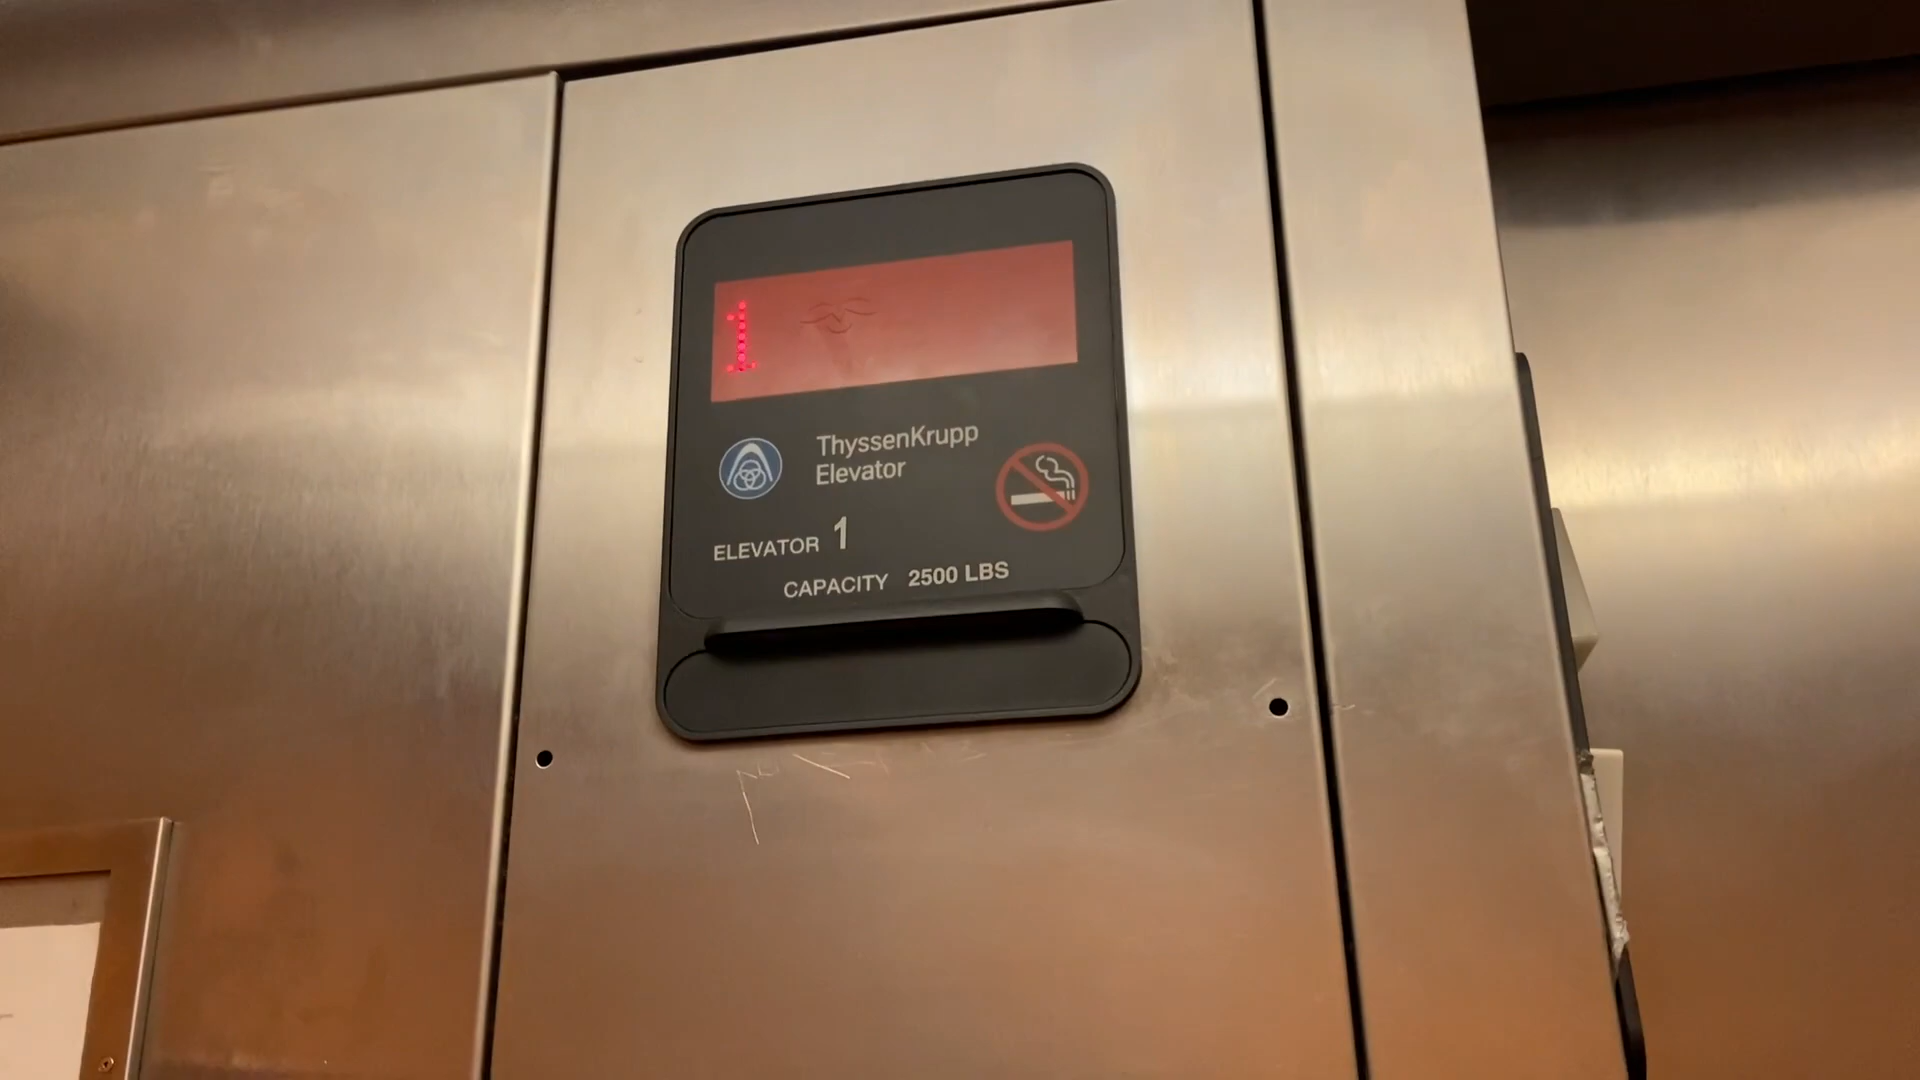 1
ThyssenKrupp
Elevator
ELEVATOR 1
CAPACITY 2500 LBS